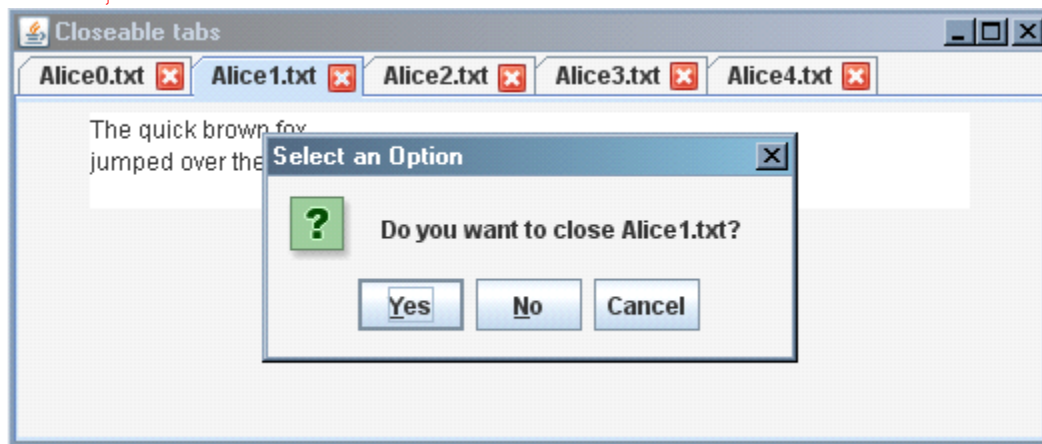 Closeable tabs
Alice0.txt Alice1.txt Alice2.txt Alice3.txt Alice4.txt
The quick brown fox
jumped over the
Select an Option
?
Do you want to close Alice1.txt?
Yes No Cancel